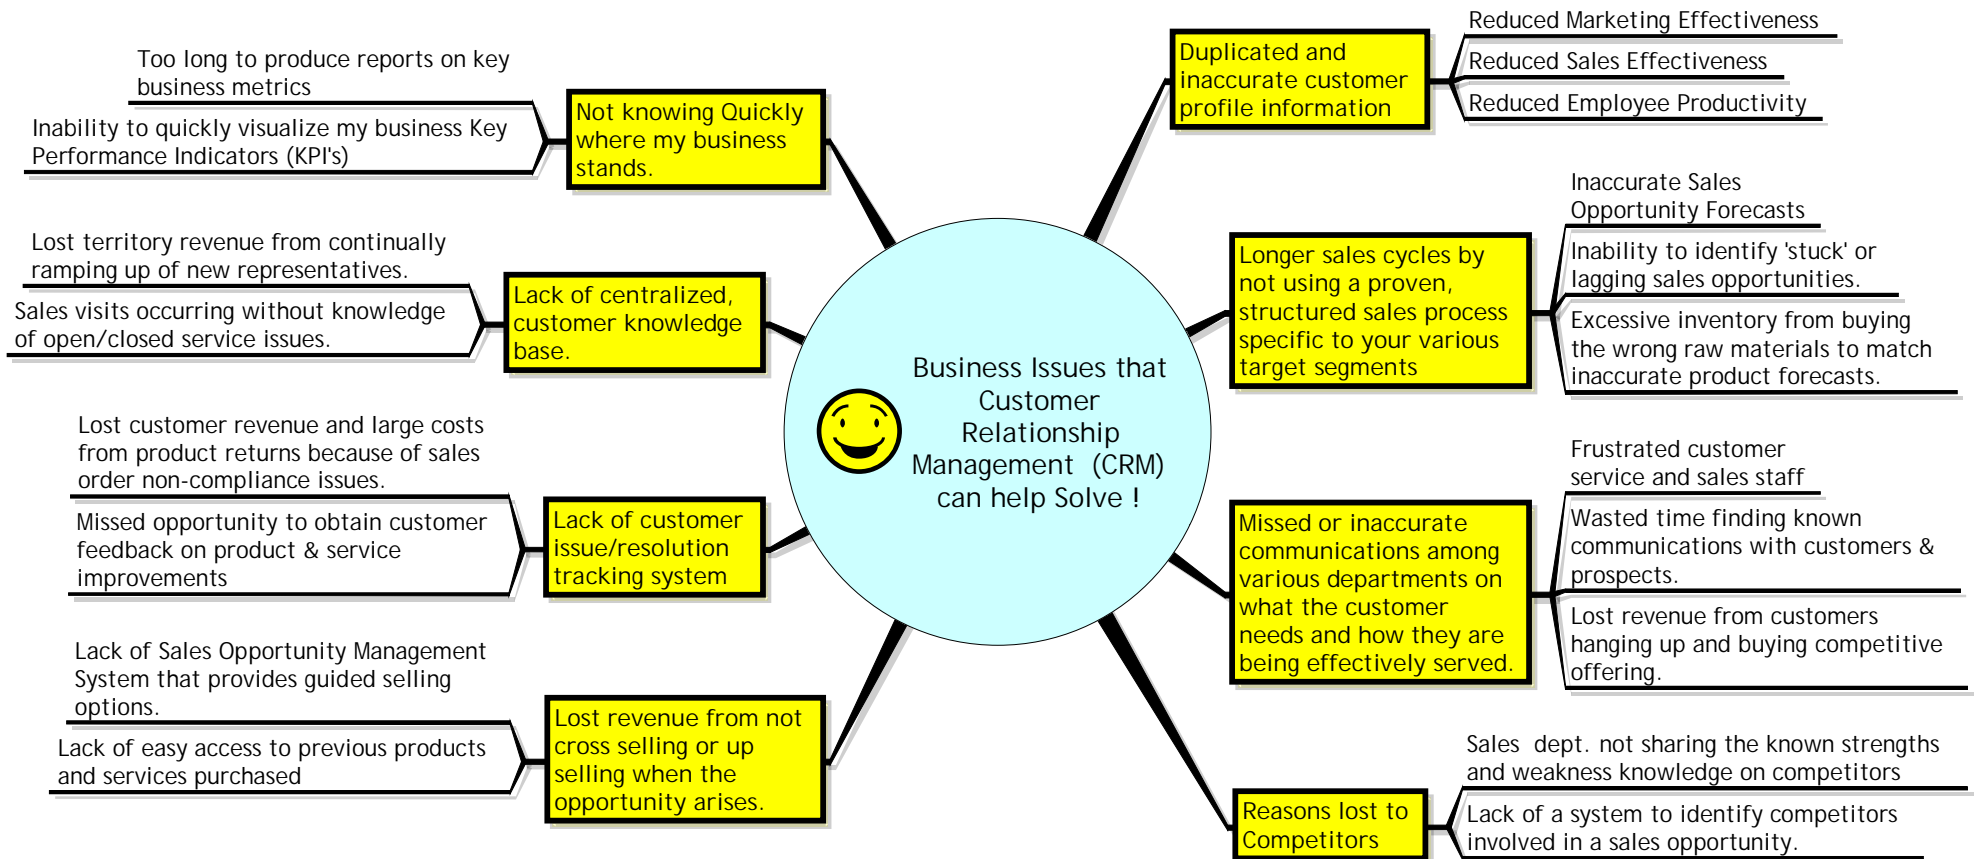 Business Issues that
Customer
Relationship
Management (CRM)
can help Solve !
Duplicated and
inaccurate customer
profile information
Reduced Marketing Effectiveness
Reduced Sales Effectiveness
Reduced Employee Productivity
Longer sales cycles by
not using a proven,
structured sales process
specific to your various
target segments
Inaccurate Sales
Opportunity Forecasts
Inability to identify 'stuck' or
lagging sales opportunities.
Excessive inventory from buying
the wrong raw materials to match
inaccurate product forecasts.
Missed or inaccurate
communications among
various departments on
what the customer
needs and how they are
being effectively served.
Frustrated customer
service and sales staff
Wasted time finding known
communications with customers &
prospects.
Lost revenue from customers
hanging up and buying competitive
offering.
Reasons lost to
Competitors
Sales dept. not sharing the known strengths
and weakness knowledge on competitors
Lack of a system to identify competitors
involved in a sales opportunity.
Not knowing Quickly
where my business
stands.
Too long to produce reports on key
business metrics
Inability to quickly visualize my business Key
Performance Indicators (KPI's)
Lack of centralized,
customer knowledge
base.
Lost territory revenue from continually
ramping up of new representatives.
Sales visits occurring without knowledge
of open/closed service issues.
Lack of customer
issue/resolution
tracking system
Lost customer revenue and large costs
from product returns because of sales
order non-compliance issues.
Missed opportunity to obtain customer
feedback on product & service
improvements
Lost revenue from not
cross selling or up
selling when the
opportunity arises.
Lack of Sales Opportunity Management
System that provides guided selling
options.
Lack of easy access to previous products
and services purchased